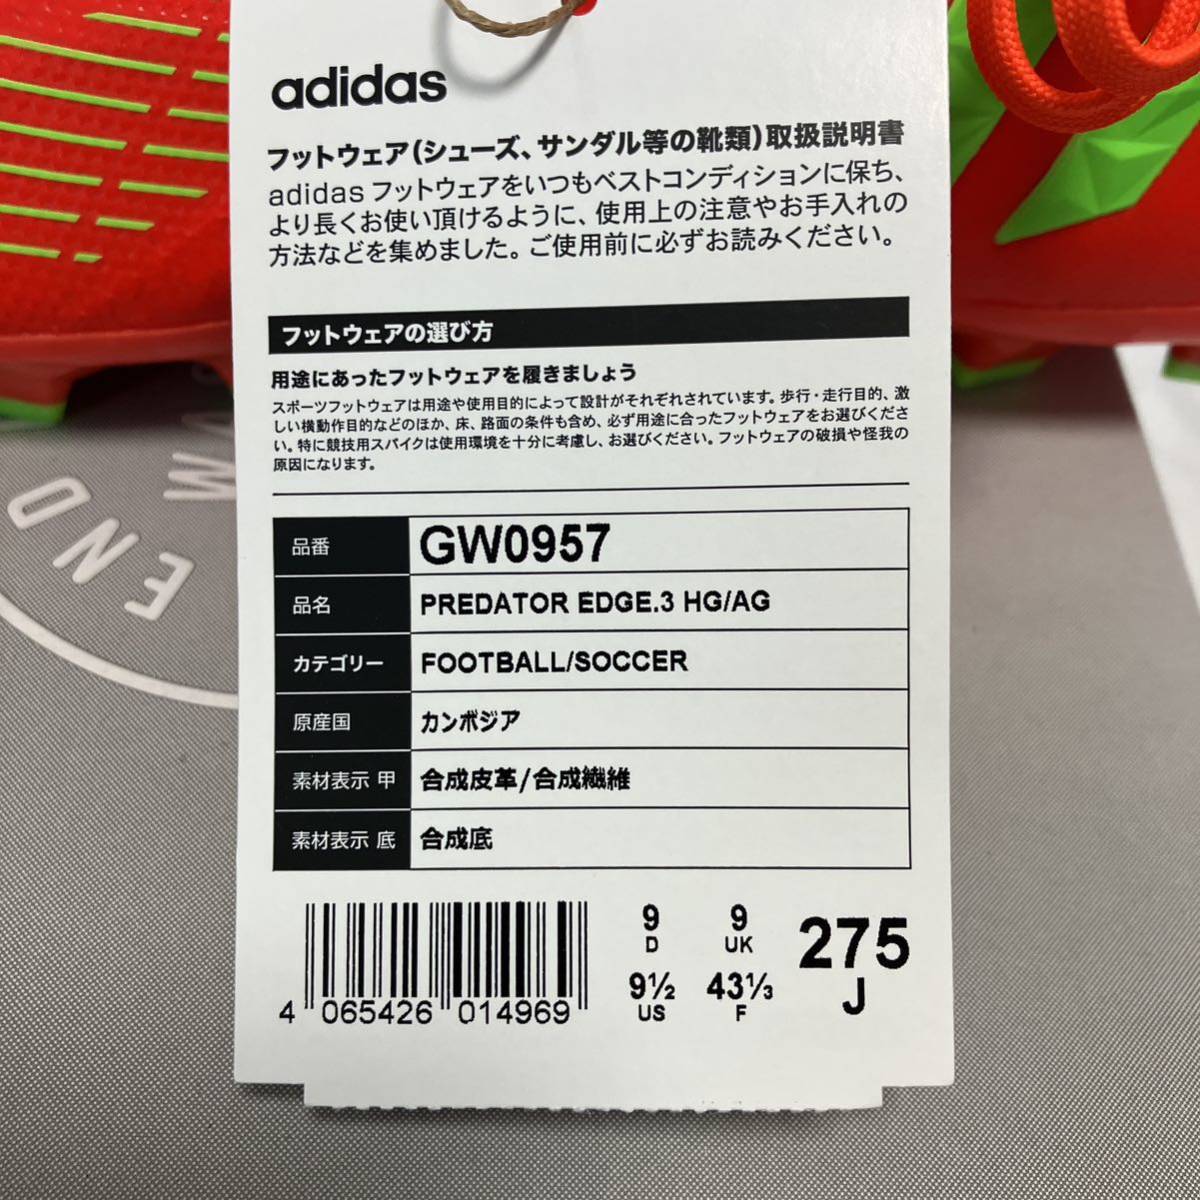 adidas
フットウェア(シューズ、サンダル等の靴類)取扱説明書
adidas フットウェアをいつもベストコンディションに保ち、
より長くお使い頂けるように、使用上の注意やお手入れの
方法などを集めました。ご使用前に必ずお読みください。
フットウェアの選び方
用途にあったフットウェアを履きましょう
スポーツフットウェアは用途や使用目的によって設計がそれぞれされています。歩行・走行目的、激
しい横動作目的などのほか、床、路面の条件も含め、必ず用途に合ったフットウェアをお選びくださ
い。特に競技用スパイクは使用環境を十分に考慮し、お選びください。フットウェアの破損や怪我の
原因になります。
品番 GW0957
品名 PREDATOR EDGE.3 HG/AG
カテゴリー FOOTBALL/SOCCER
原産国 カンボジア
素材表示 甲 合成皮革/合成繊維
素材表示 底 合成底
4 065426 014969
9 D
9 UK
9½ US
43⅓ F
275 J
END